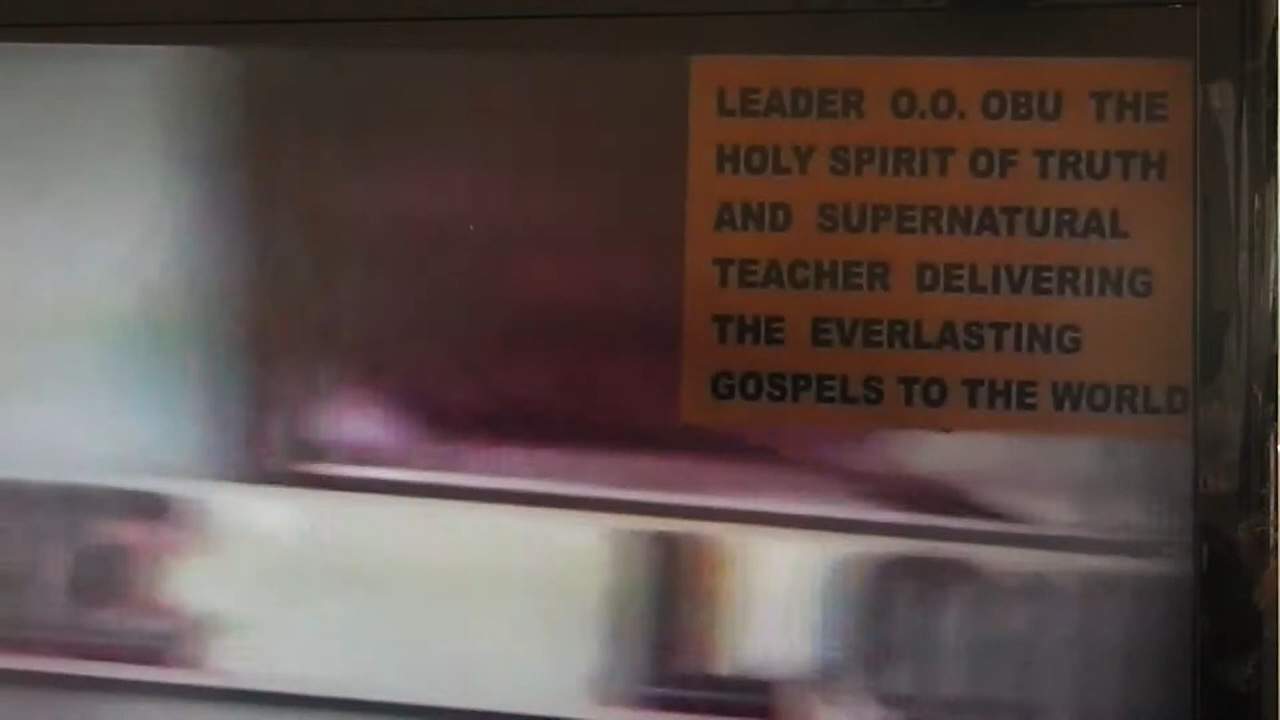 LEADER O.O. OBU THE
HOLY SPIRIT OF TRUTH
AND SUPERNATURAL
TEACHER DELIVERING
THE EVERLASTING
GOSPELS TO THE WORLD